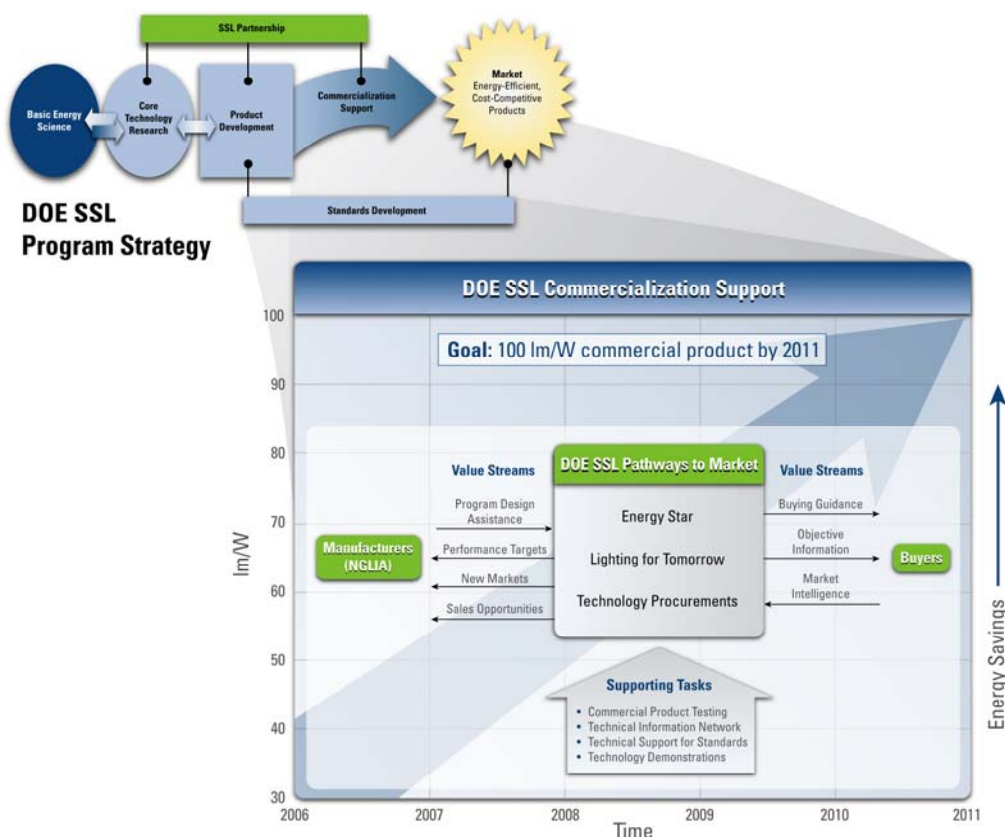 SSL Partnership
Basic Energy
Science
Core
Technology
Research
Product
Development
Commercialization
Support
Market
Energy-Efficient,
Cost-Competitive
Products
Standards Development
DOE SSL
Program Strategy
DOE SSL Commercialization Support
Goal: 100 lm/W commercial product by 2011
100
90
80
70
60
50
40
30
lm/W
Value Streams
Program Design
Assistance
Performance Targets
New Markets
Sales Opportunities
Manufacturers
(NGLIA)
DOE SSL Pathways to Market
Energy Star
Lighting for Tomorrow
Technology Procurements
Value Streams
Buying Guidance
Objective
Information
Market
Intelligence
Buyers
Supporting Tasks
• Commercial Product Testing
• Technical Information Network
• Technical Support for Standards
• Technology Demonstrations
Energy Savings
2006
2007
2008
2009
2010
2011
Time